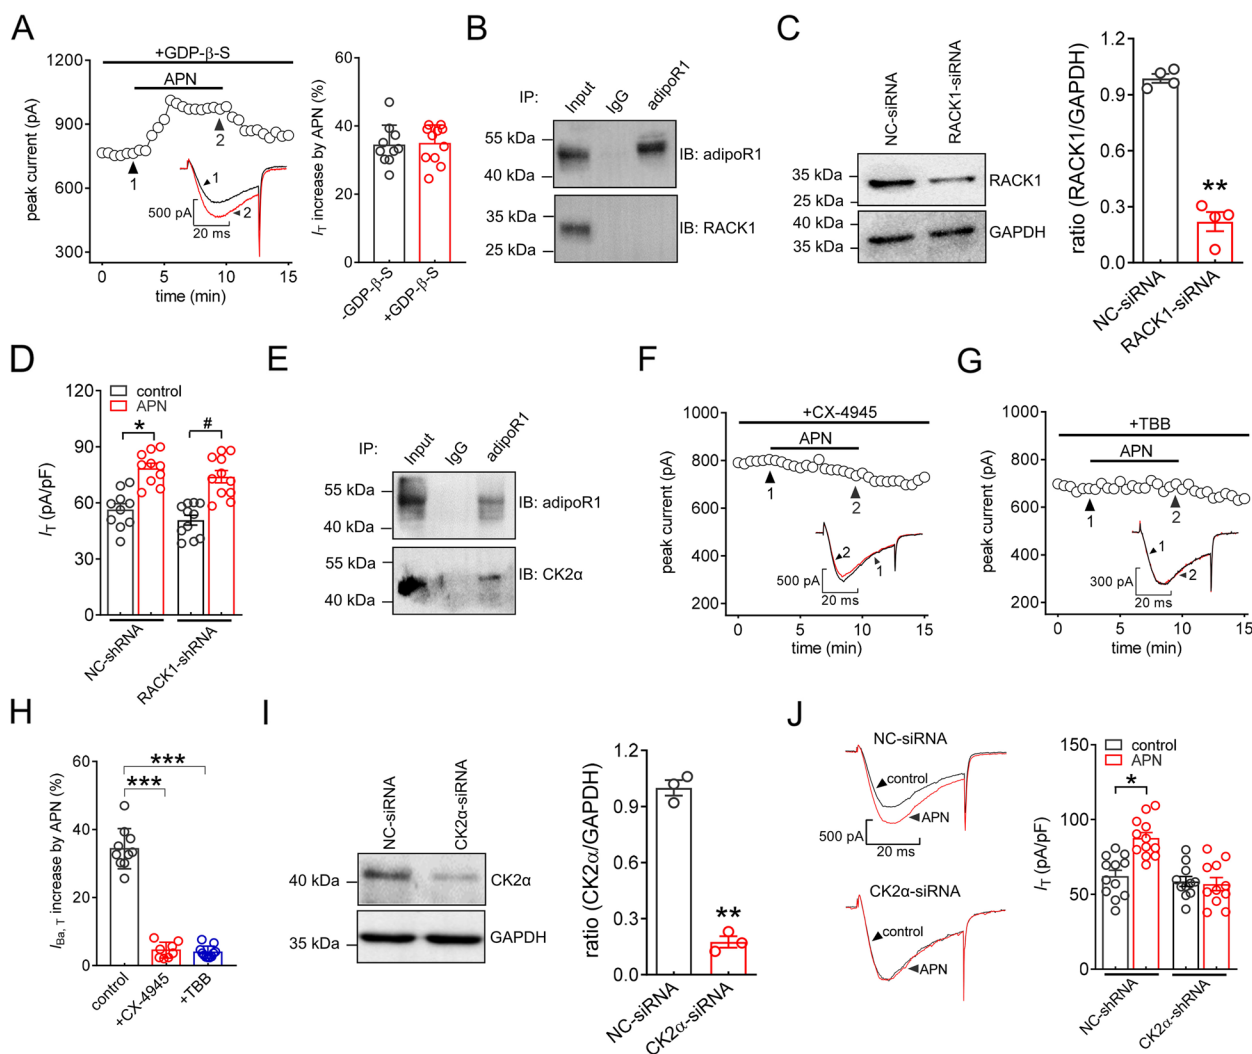 A
+GDP-β-S
APN
peak current (pA)
1200
900
600
300
1
2
1
2
500 pA
20 ms
0
5
10
15
time (min)
IT increase by APN (%)
60
40
20
0
-GDP-β-S
+GDP-β-S
B
IP:
Input
IgG
adipoR1
55 kDa
40 kDa
IB: adipoR1
35 kDa
25 kDa
IB: RACK1
C
NC-siRNA
RACK1-siRNA
35 kDa
25 kDa
RACK1
40 kDa
35 kDa
GAPDH
ratio (RACK1/GAPDH)
1.2
0.9
0.6
0.3
0.0
**
NC-siRNA
RACK1-siRNA
D
control
APN
IT (pA/pF)
120
90
60
30
0
*
#
NC-shRNA
RACK1-shRNA
E
IP:
Input
IgG
adipoR1
55 kDa
40 kDa
IB: adipoR1
55 kDa
40 kDa
IB: CK2α
F
+CX-4945
APN
peak current (pA)
1000
800
600
400
200
1
2
2
1
500 pA
20 ms
0
5
10
15
time (min)
G
+TBB
APN
peak current (pA)
1000
800
600
400
200
1
2
1
2
300 pA
20 ms
0
5
10
15
time (min)
H
IBa, T increase by APN (%)
60
40
20
0
***
***
control
+CX-4945
+TBB
I
NC-siRNA
CK2α-siRNA
40 kDa
CK2α
35 kDa
GAPDH
ratio (CK2α/GAPDH)
1.2
0.9
0.6
0.3
0.0
**
NC-siRNA
CK2α-siRNA
J
NC-siRNA
control
APN
500 pA
20 ms
CK2α-siRNA
control
APN
control
APN
IT (pA/pF)
150
100
50
0
*
NC-shRNA
CK2α-shRNA